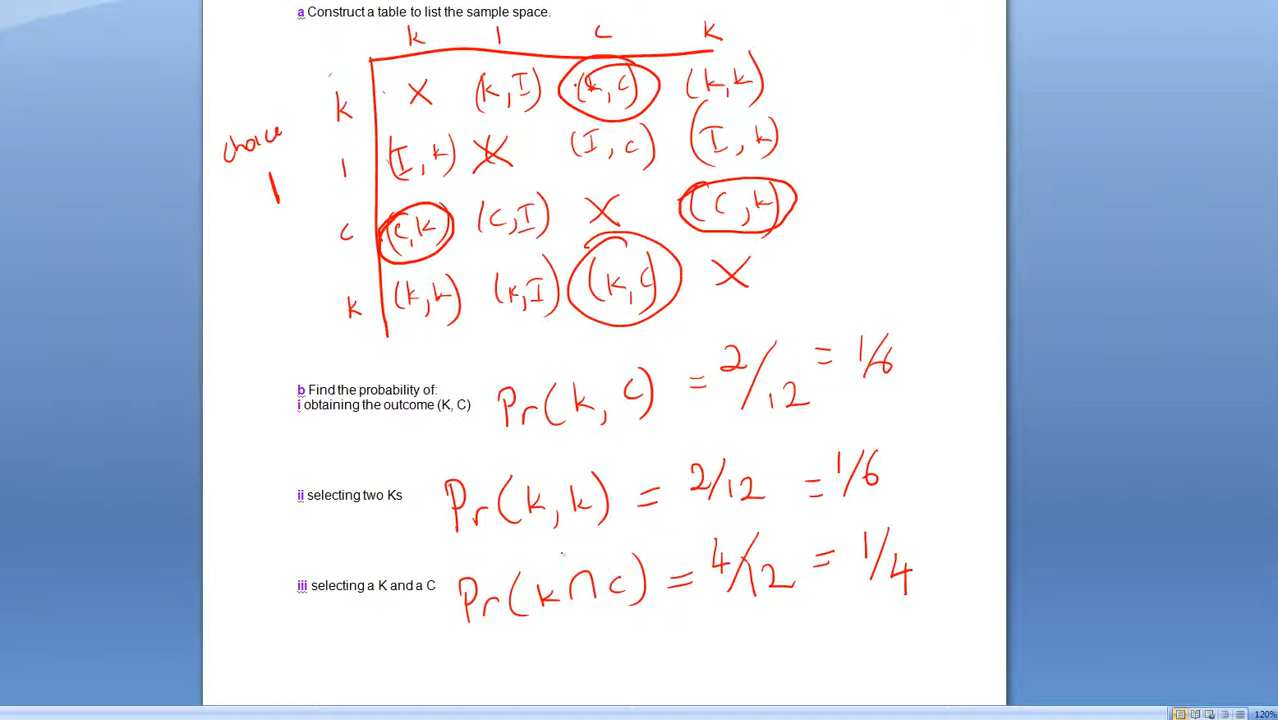 a Construct a table to list the sample space.
k I c K
k X (k,I) (k,c) (k,k)
choice
1
I (I,k) X (I,c) (I,k)
c (c,k) (C,I) X (C,k)
k (k,k) (k,I) (k,C) X
b Find the probability of:
i obtaining the outcome (K, C) Pr(k, C) = 2/12 = 1/6
ii selecting two Ks Pr(k,k) = 2/12 = 1/6
iii selecting a K and a C Pr(k∩c) = 4/12 = 1/4
120%